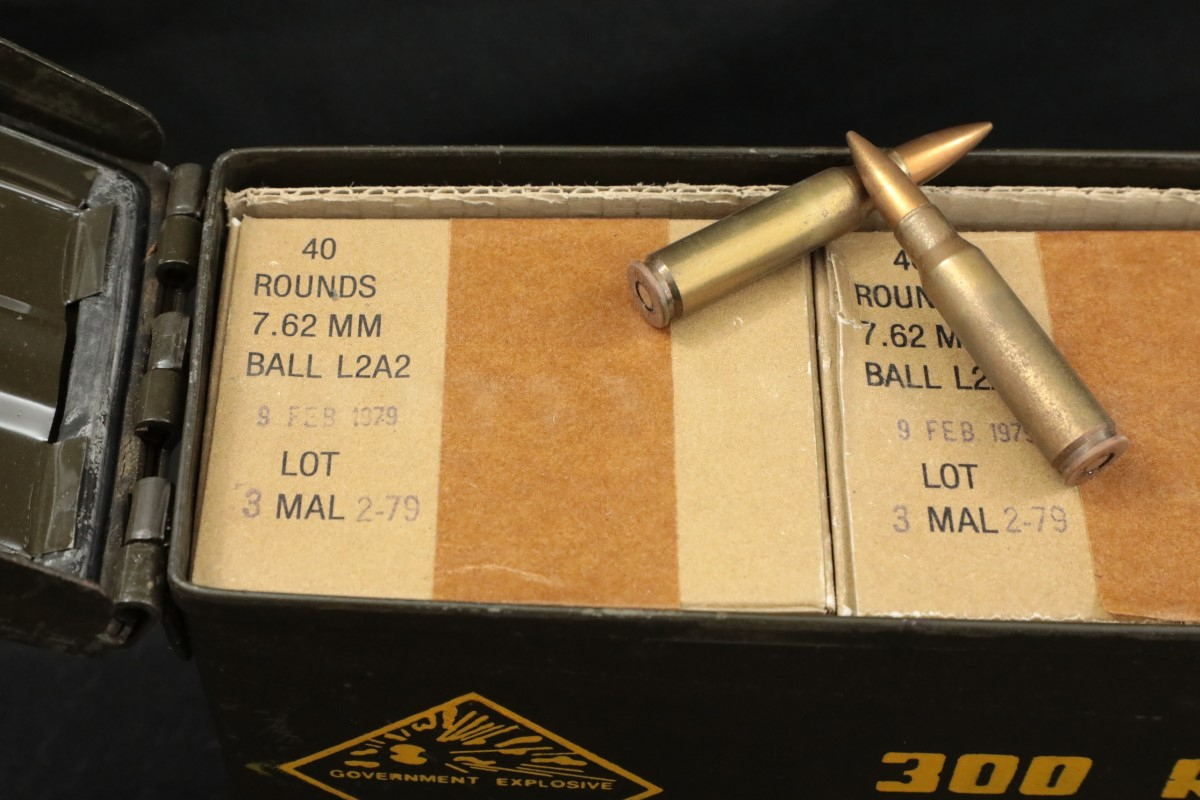 40
ROUNDS
7.62 MM
BALL L2A2
9 FEB 1979
LOT
3 MAL 2-79
ROUN
7.62 M
BALL L2
9 FEB 1979
LOT
3 MAL 2-79
GOVERNMENT EXPLOSIVE
300